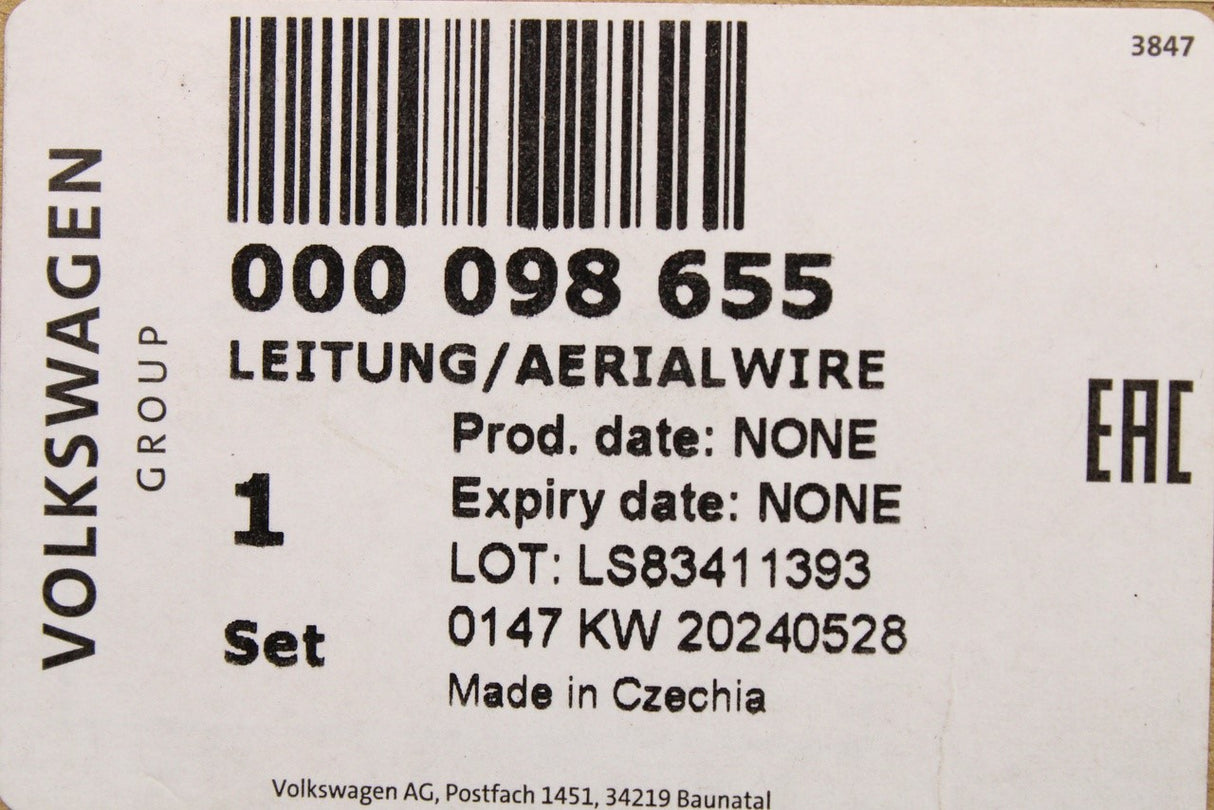 3847
VOLKSWAGEN
GROUP
000 098 655
LEITUNG/AERIALWIRE
Prod. date: NONE
Expiry date: NONE
1
LOT: LS83411393
Set
0147 KW 20240528
Made in Czechia
EAC
Volkswagen AG, Postfach 1451, 34219 Baunatal